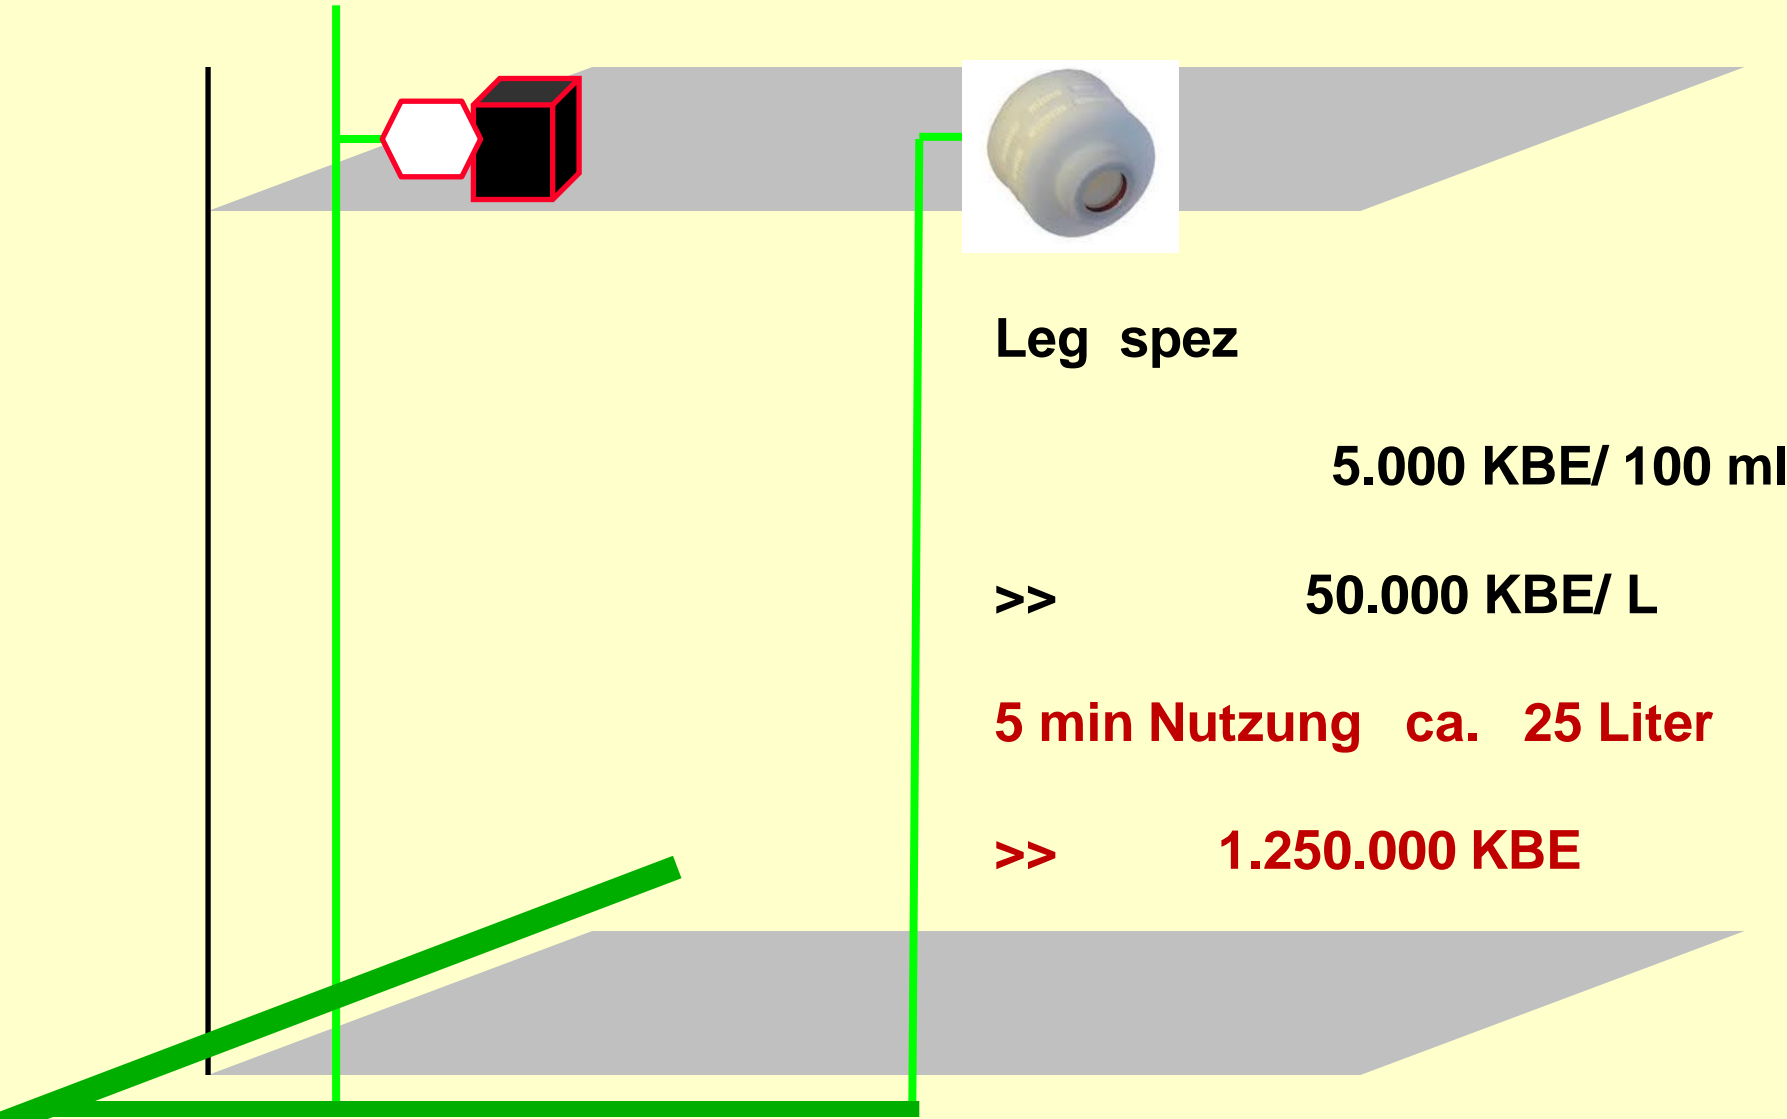 Leg spez
5.000 KBE/ 100 ml
>> 50.000 KBE/ L
5 min Nutzung ca. 25 Liter
>> 1.250.000 KBE